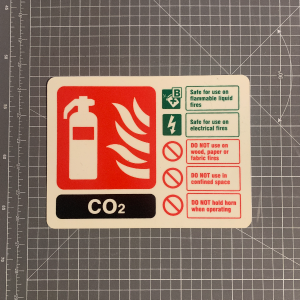 B
Safe for use on
flammable liquid
fires
Safe for use on
electrical fires
DO NOT use on
wood, paper or
fabric fires
DO NOT use in
confined space
DO NOT hold horn
when operating
CO2